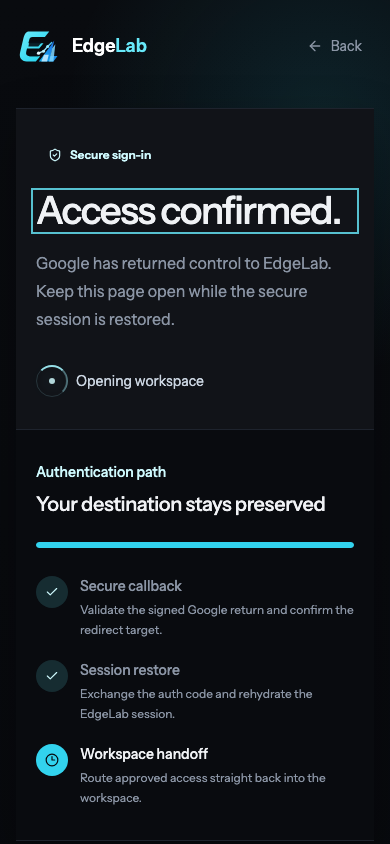 EdgeLab
Back
Secure sign-in
Access confirmed.
Google has returned control to EdgeLab.
Keep this page open while the secure
session is restored.
Opening workspace
Authentication path
Your destination stays preserved
Secure callback
Validate the signed Google return and confirm the
redirect target.
Session restore
Exchange the auth code and rehydrate the
EdgeLab session.
Workspace handoff
Route approved access straight back into the
workspace.